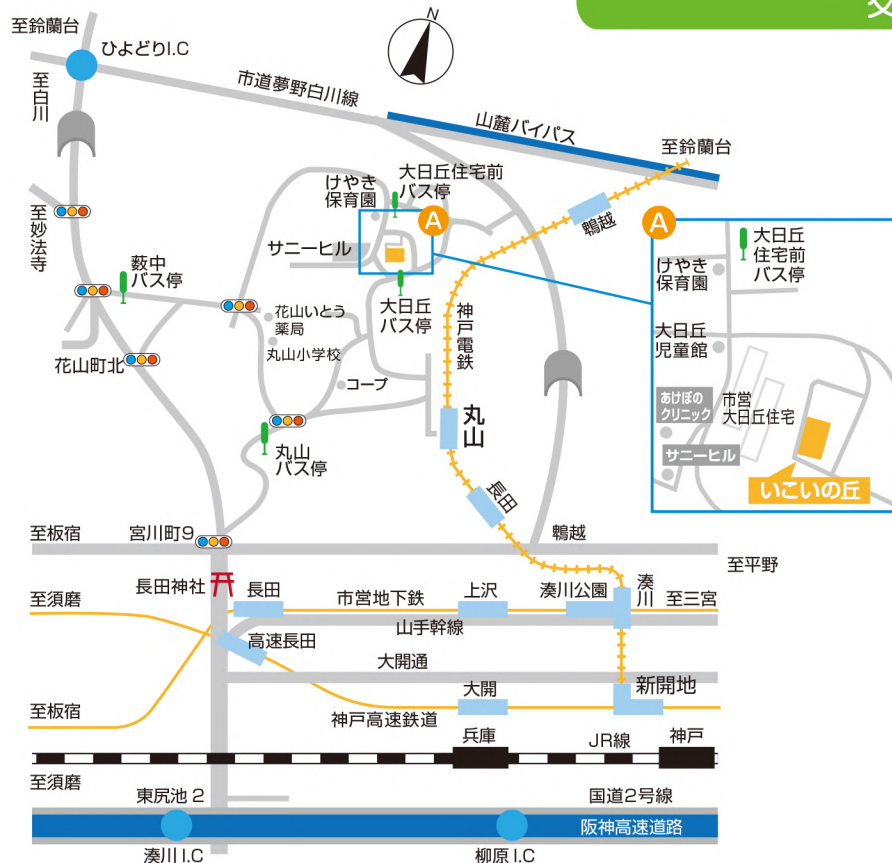 交
至鈴蘭台
N
ひよどりI.C
至白川
市道夢野白川線
山麓バイパス
至鈴蘭台
けやき
保育園
大日丘住宅前
バス停
A
鵯越
至妙法寺
サニーヒル
藪中
バス停
大日丘
バス停
花山いとう
薬局
丸山小学校
神戸電鉄
花山町北
コープ
丸山
丸山
バス停
長田
A
大日丘
住宅前
バス停
けやき
保育園
大日丘
児童館
あけぼの
クリニック
市営
大日丘住宅
サニーヒル
いこいの丘
至板宿
宮川町9
鵯越
至平野
長田神社
至須磨
長田
市営地下鉄
上沢
湊川公園
湊川
至三宮
山手幹線
高速長田
大開通
大開
新開地
至板宿
神戸高速鉄道
兵庫
JR線
神戸
至須磨
東尻池2
国道2号線
阪神高速道路
湊川I.C
柳原I.C